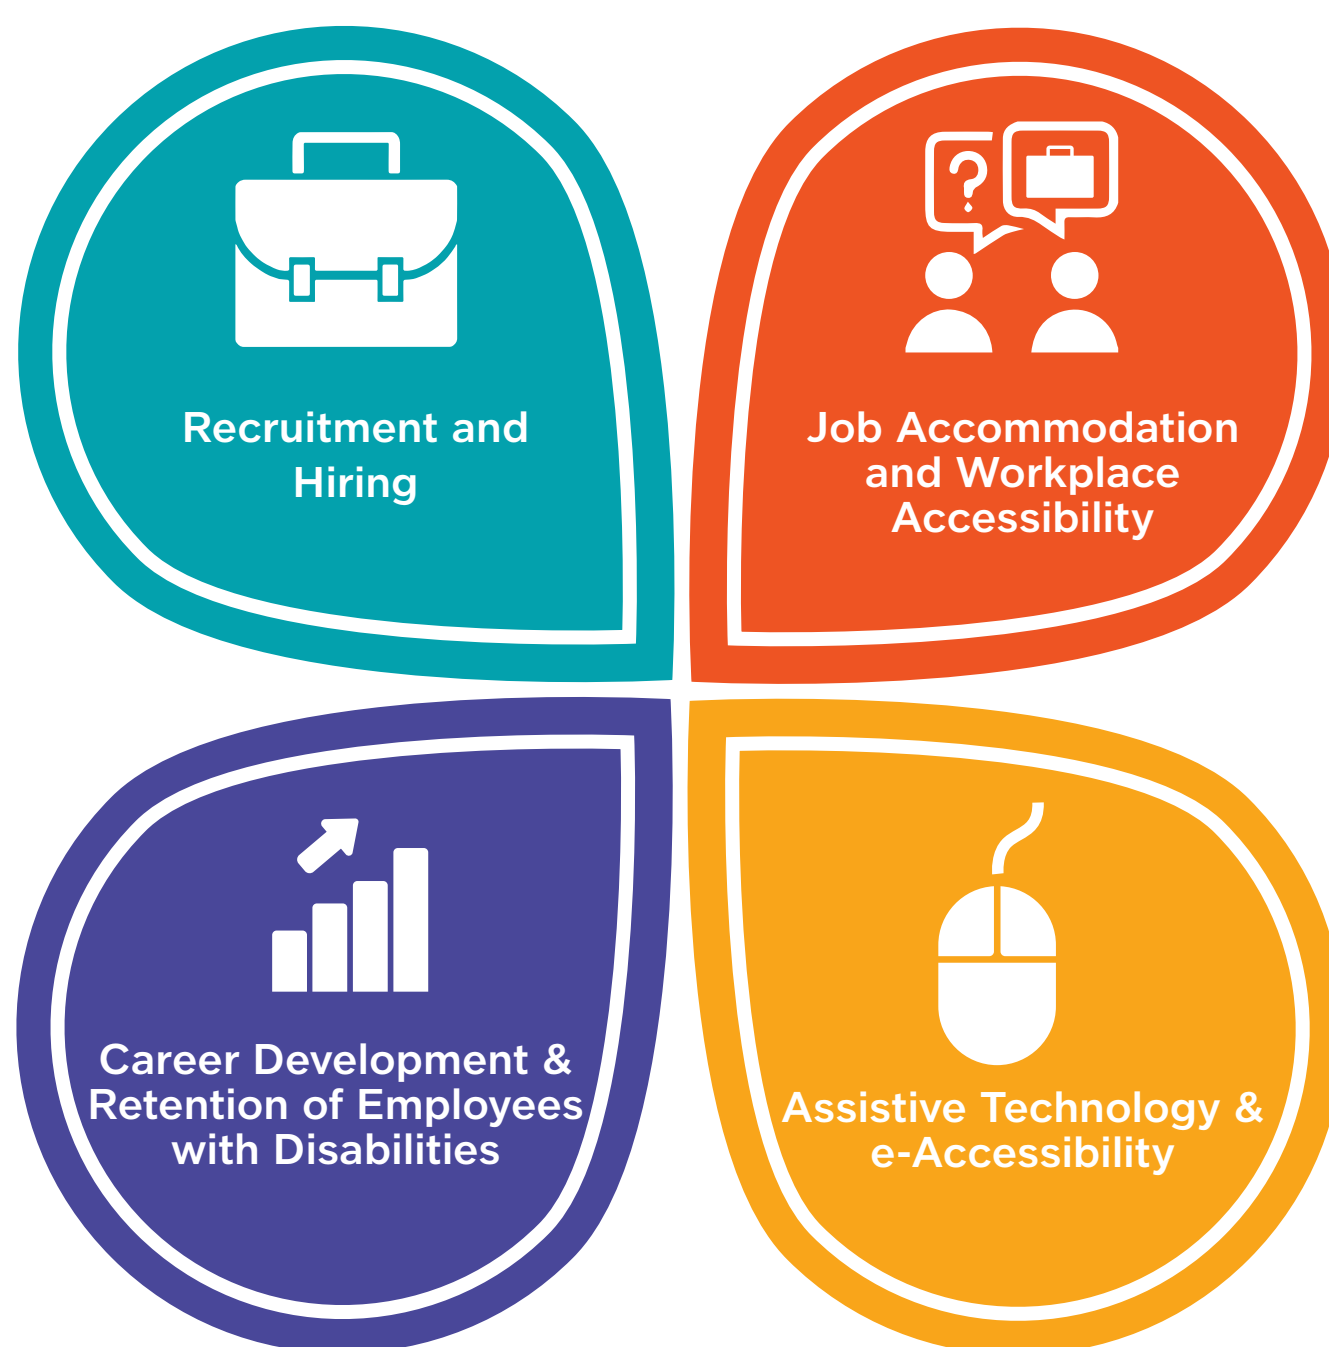 Recruitment and
Hiring
Job Accommodation
and Workplace
Accessibility
Career Development &
Retention of Employees
with Disabilities
Assistive Technology &
e-Accessibility